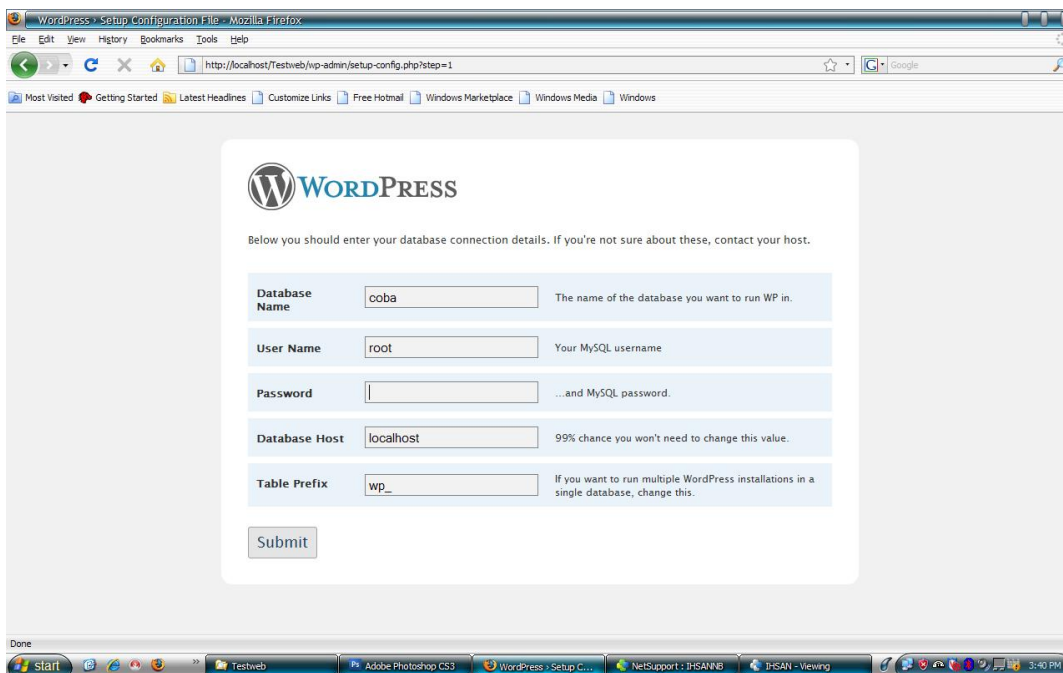 WordPress › Setup Configuration File - Mozilla Firefox
File Edit View History Bookmarks Tools Help
http://localhost/Testweb/wp-admin/setup-config.php?step=1
G Google
Most Visited Getting Started Latest Headlines Customize Links Free Hotmail Windows Marketplace Windows Media Windows
W WORDPRESS
Below you should enter your database connection details. If you're not sure about these, contact your host.
Database Name coba The name of the database you want to run WP in.
User Name root Your MySQL username
Password ...and MySQL password.
Database Host localhost 99% chance you won't need to change this value.
Table Prefix wp_ If you want to run multiple WordPress installations in a
single database, change this.
Submit
Done
start » Testweb Ps Adobe Photoshop CS3 WordPress › Setup C... NetSupport : IHSANNB IHSAN - Viewing 3:40 PM